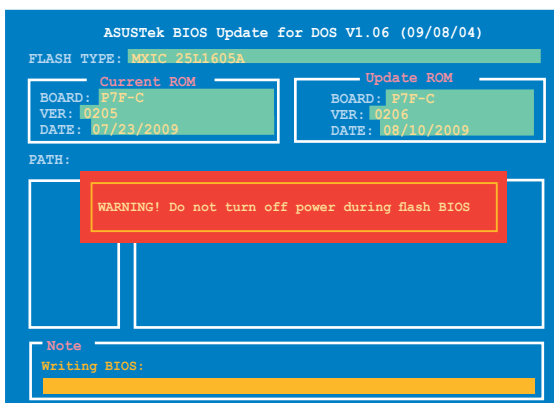 ASUSTek BIOS Update for DOS V1.06 (09/08/04)
FLASH TYPE: MXIC 25L1605A
Current ROM
BOARD: P7F-C
VER: 0205
DATE: 07/23/2009
Update ROM
BOARD: P7F-C
VER: 0206
DATE: 08/10/2009
PATH:
WARNING! Do not turn off power during flash BIOS
Note
Writing BIOS: